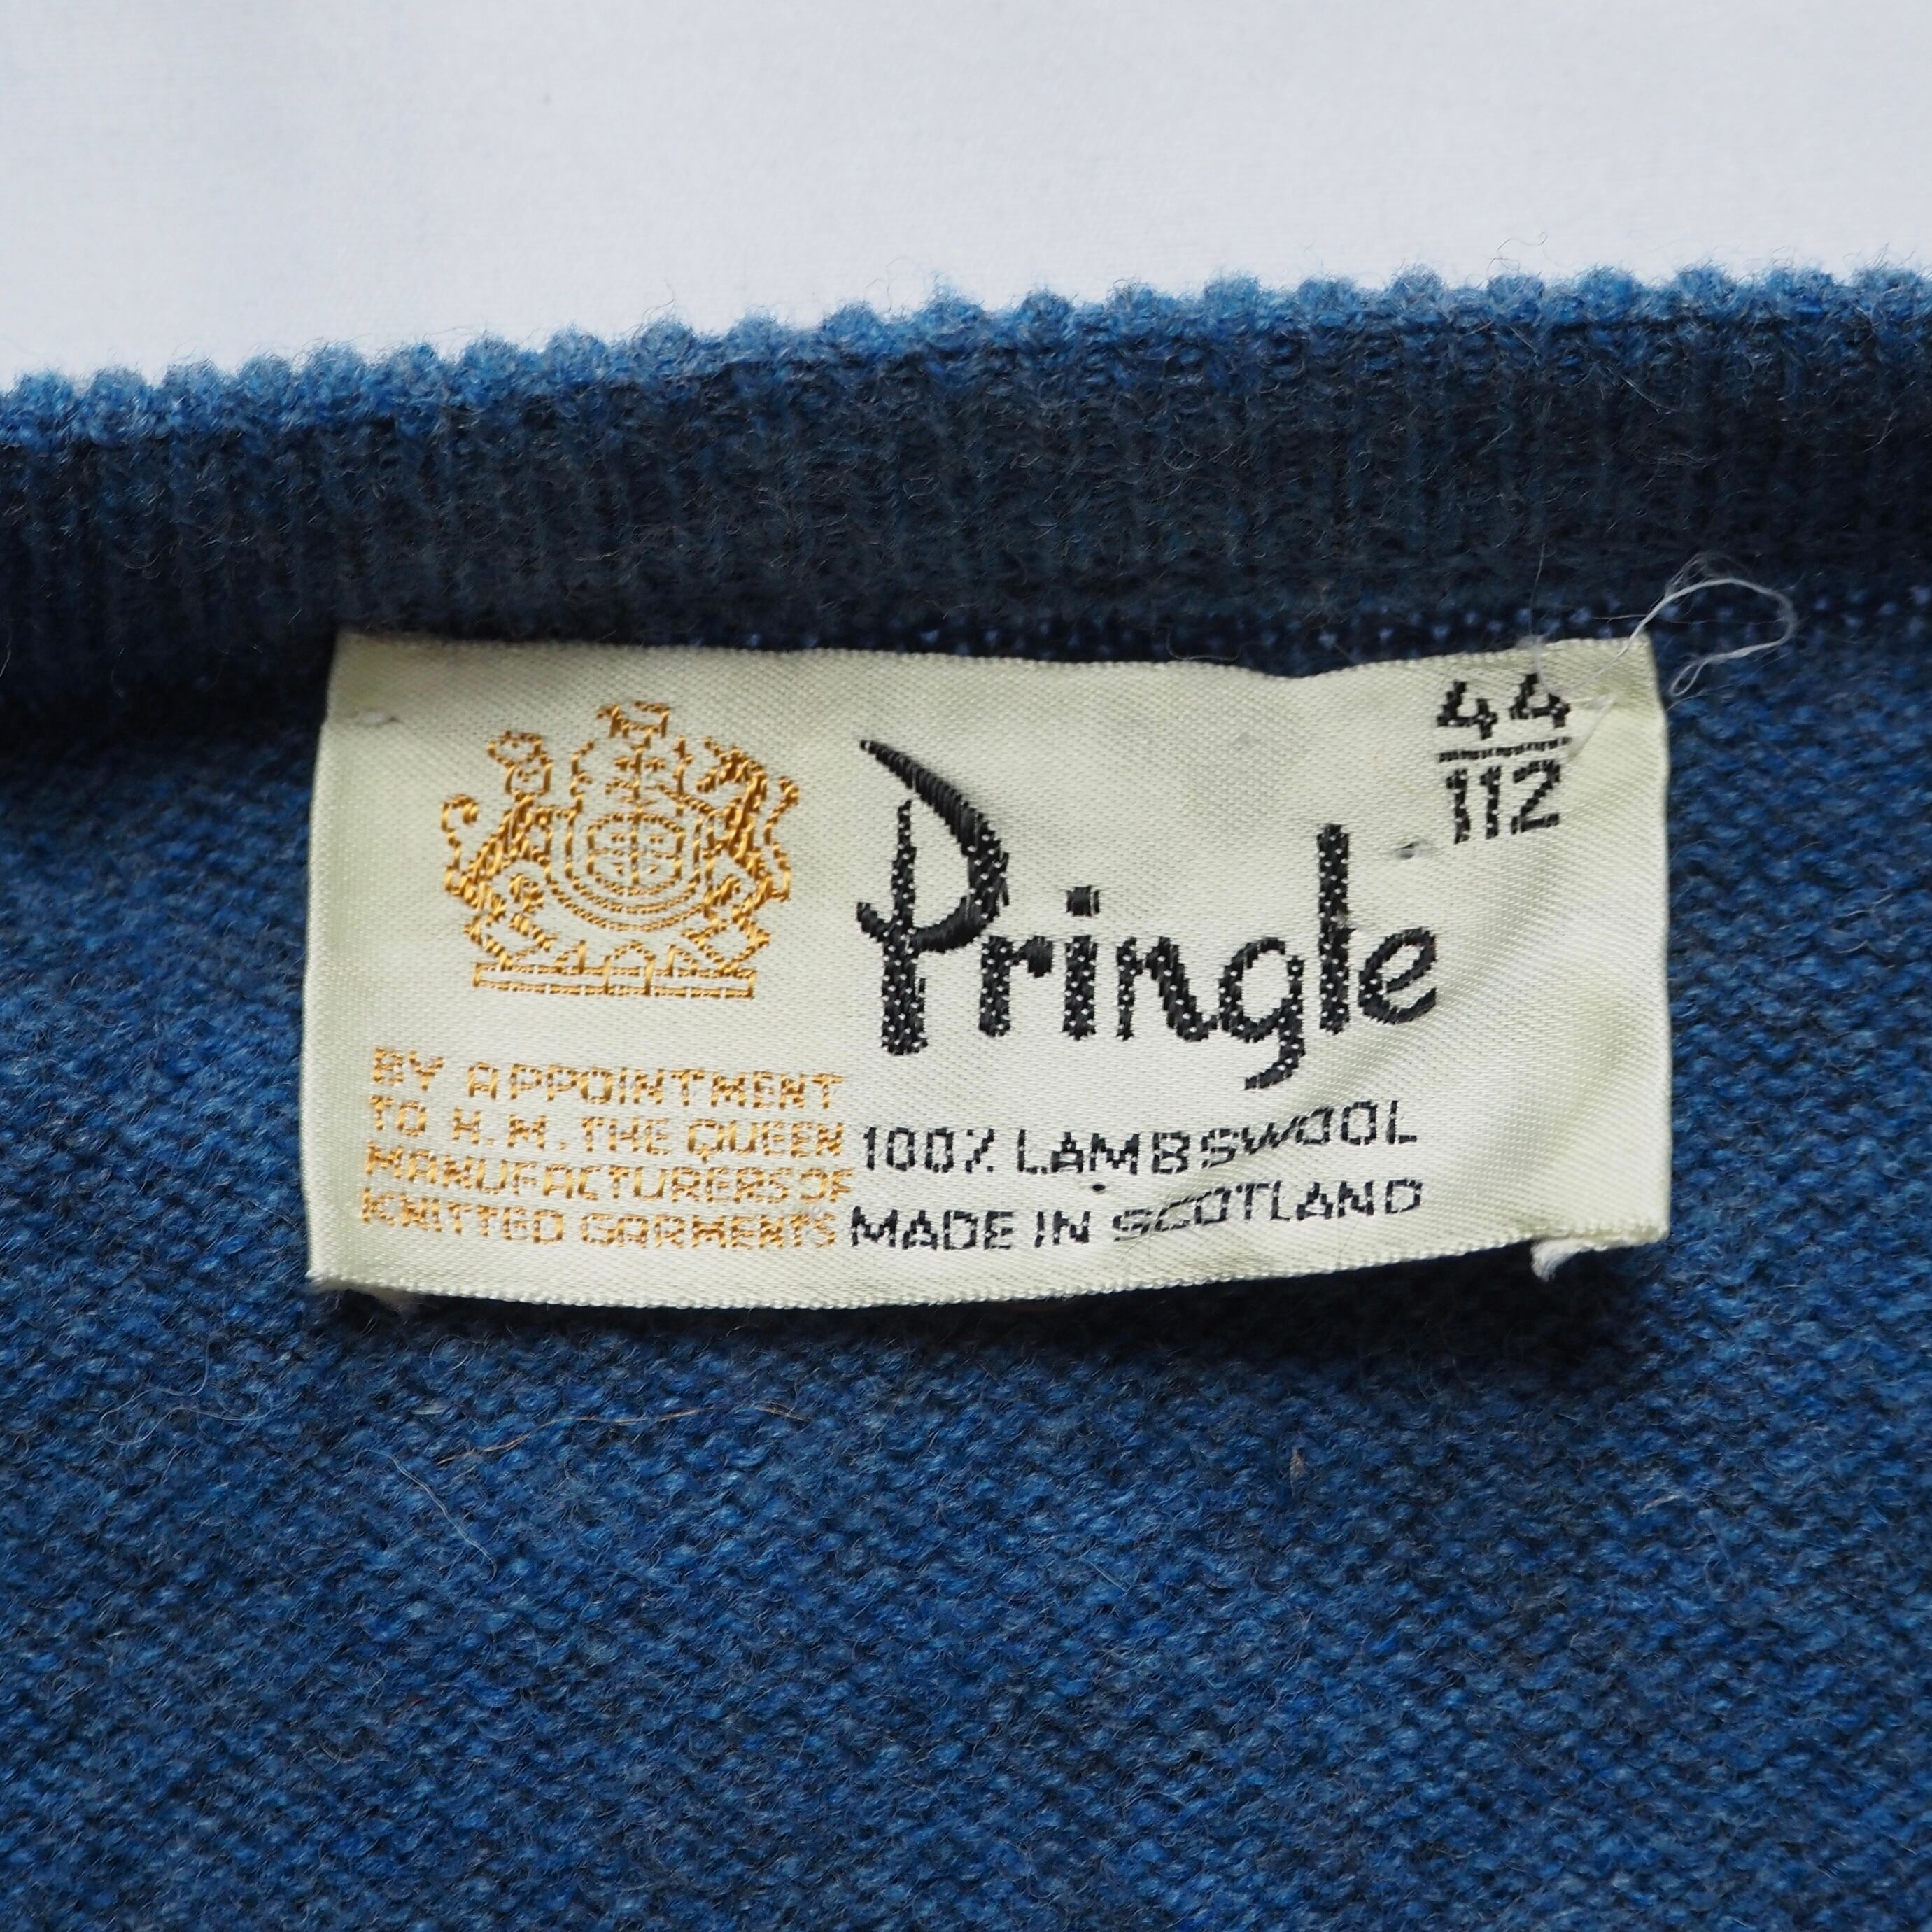 44
112
Pringle
BY APPOINTMENT
TO H.M. THE QUEEN
MANUFACTURERS OF
KNITTED GARMENTS
100% LAMBSWOOL
MADE IN SCOTLAND